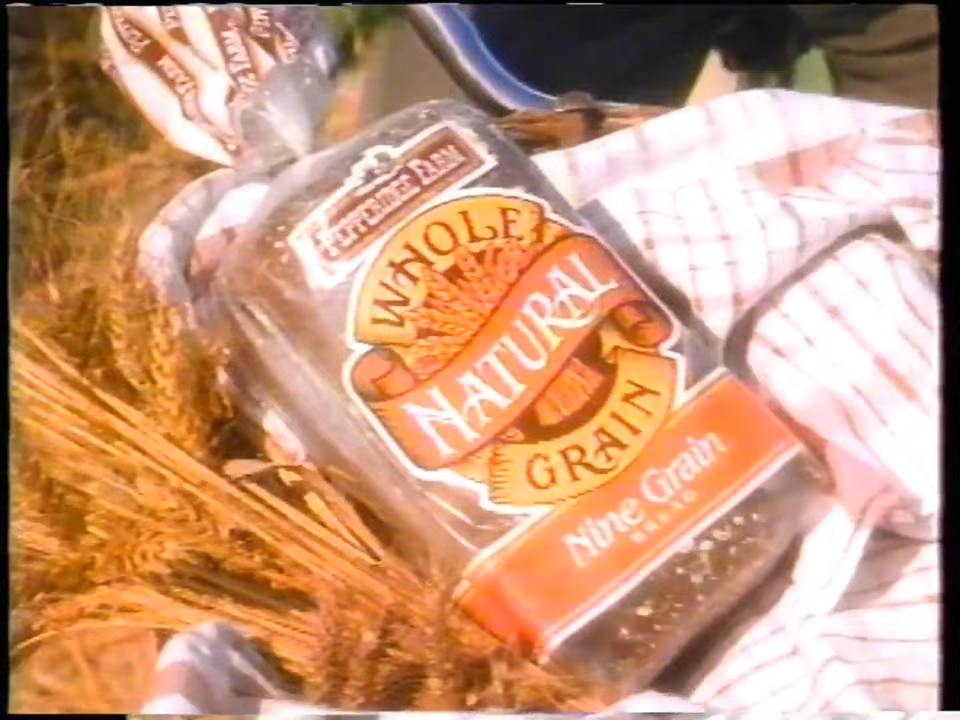 PEPPERIDGE FARM
WHOLE
NATURAL
GRAIN
Nine Grain
BREAD